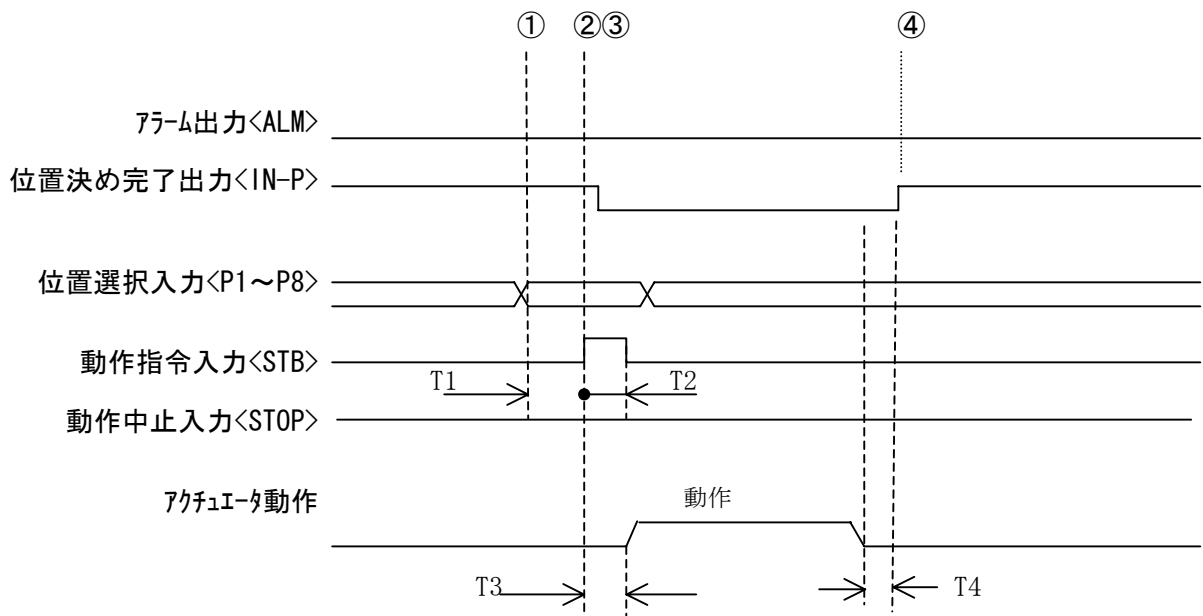 ① ②③ ④
ｱﾗｰﾑ出力<ALM>
位置決め完了出力<IN-P>
位置選択入力<P1～P8>
動作指令入力<STB>
T1 T2
動作中止入力<STOP>
ｱｸﾁｭｴｰﾀ動作
動作
T3 T4